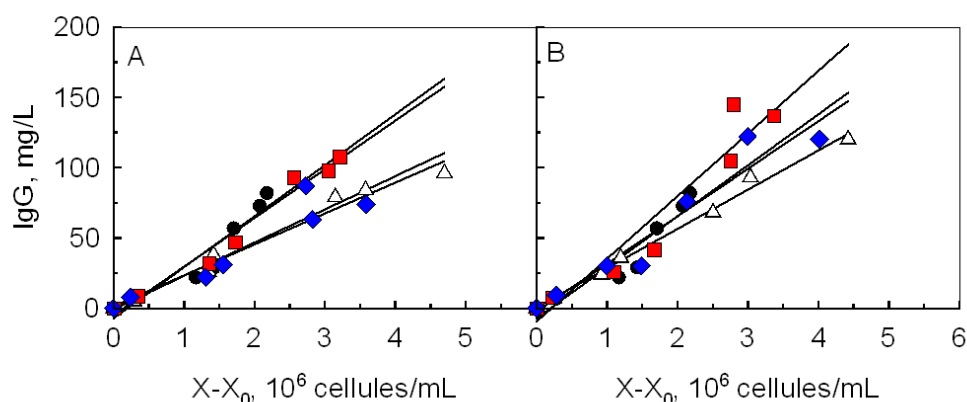 200
150
100
50
0
IgG, mg/L
A
B
0 1 2 3 4 5
0 1 2 3 4 5 6
X-X₀, 10⁶ cellules/mL
X-X₀, 10⁶ cellules/mL